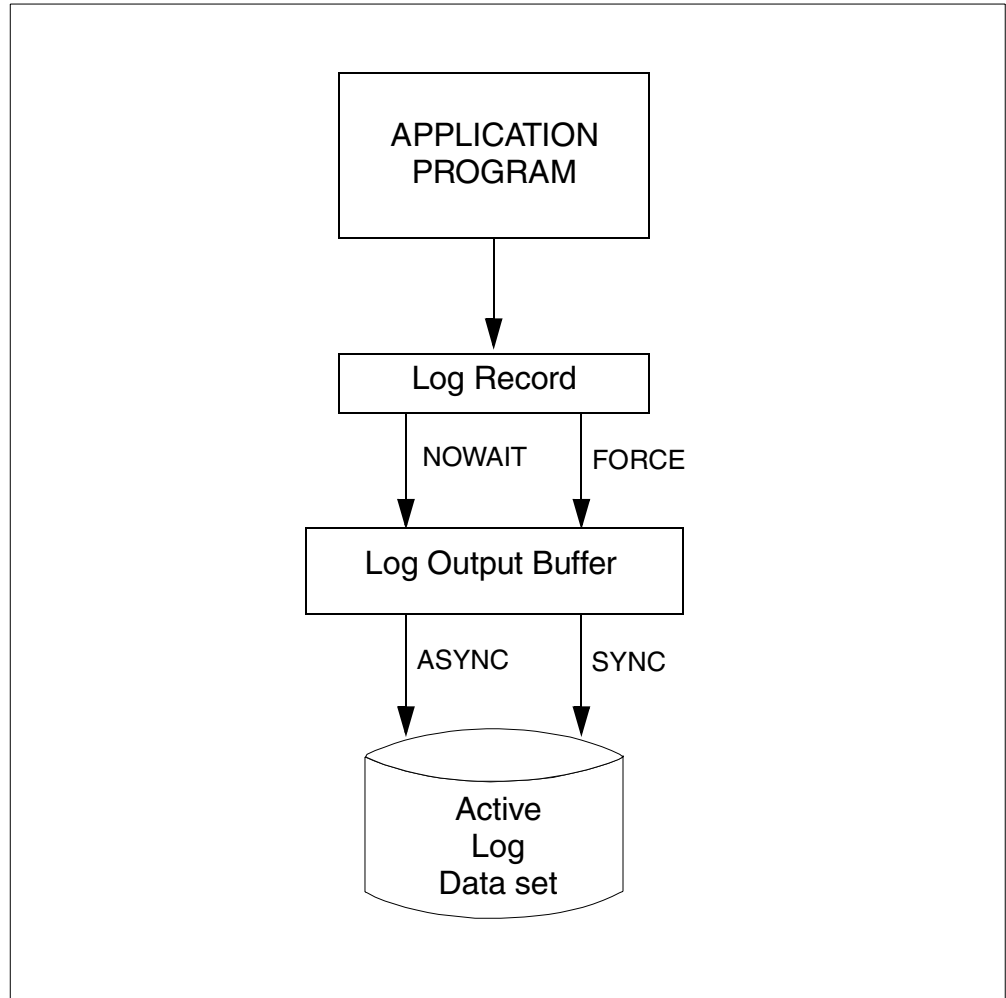 APPLICATION
PROGRAM
Log Record
NOWAIT
FORCE
Log Output Buffer
ASYNC
SYNC
Active
Log
Data set